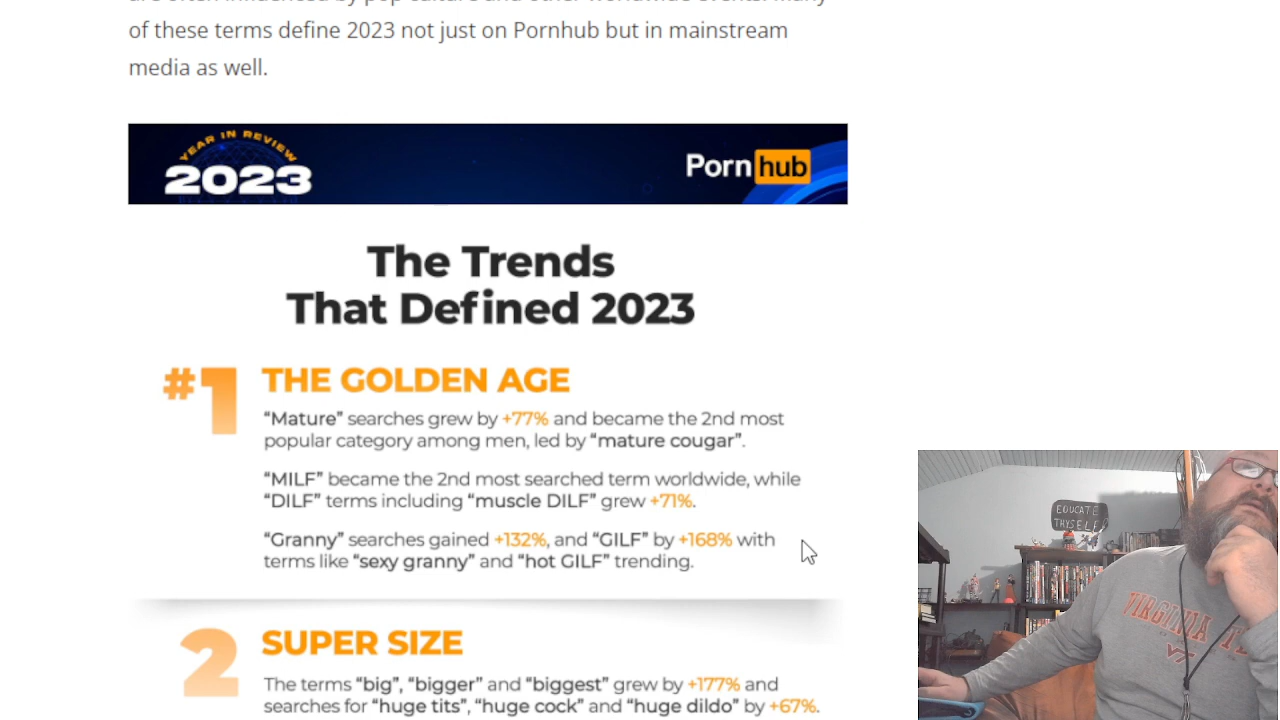 of these terms define 2023 not just on Pornhub but in mainstream
media as well.
YEAR IN REVIEW
2023
Porn hub
The Trends
That Defined 2023
#1 THE GOLDEN AGE
“Mature” searches grew by +77% and became the 2nd most
popular category among men, led by “mature cougar”.
“MILF” became the 2nd most searched term worldwide, while
“DILF” terms including “muscle DILF” grew +71%.
“Granny” searches gained +132%, and “GILF” by +168% with
terms like “sexy granny” and “hot GILF” trending.
2 SUPER SIZE
The terms “big”, “bigger” and “biggest” grew by +177% and
searches for “huge tits”, “huge cock” and “huge dildo” by +67%.
EDUCATE
THYSELF
VIRGINIA TE
VT